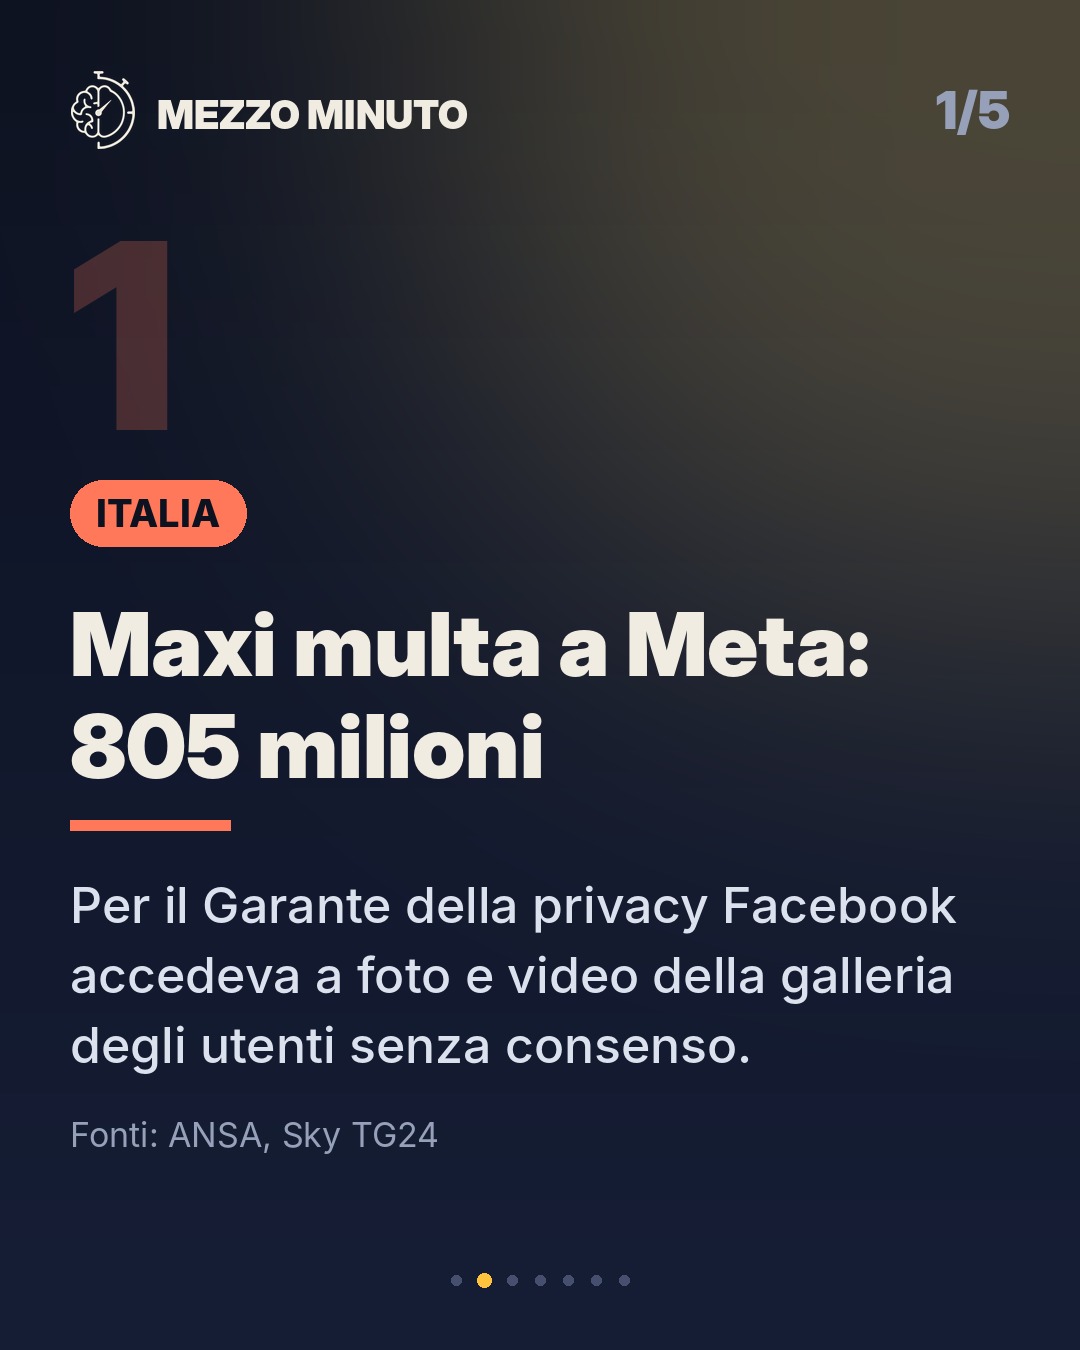 MEZZO MINUTO
1/5
1
ITALIA
Maxi multa a Meta:
805 milioni
Per il Garante della privacy Facebook
accedeva a foto e video della galleria
degli utenti senza consenso.
Fonti: ANSA, Sky TG24